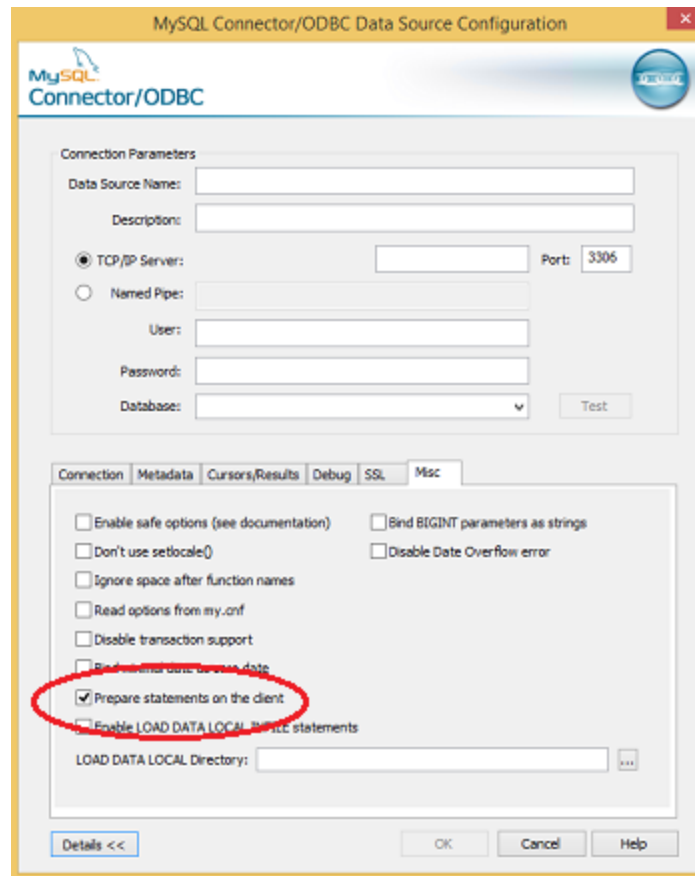 MySQL Connector/ODBC Data Source Configuration
MySQL
Connector/ODBC
Connection Parameters
Data Source Name:
Description:
TCP/IP Server: Port: 3306
Named Pipe:
User:
Password:
Database: Test
Connection Metadata Cursors/Results Debug SSL Misc
Enable safe options (see documentation) Bind BIGINT parameters as strings
Don't use setlocale() Disable Date Overflow error
Ignore space after function names
Read options from my.cnf
Disable transaction support
date
Prepare statements on the client
Enable LOAD DATA LOCAL INFILE statements
LOAD DATA LOCAL Directory: ...
Details << OK Cancel Help